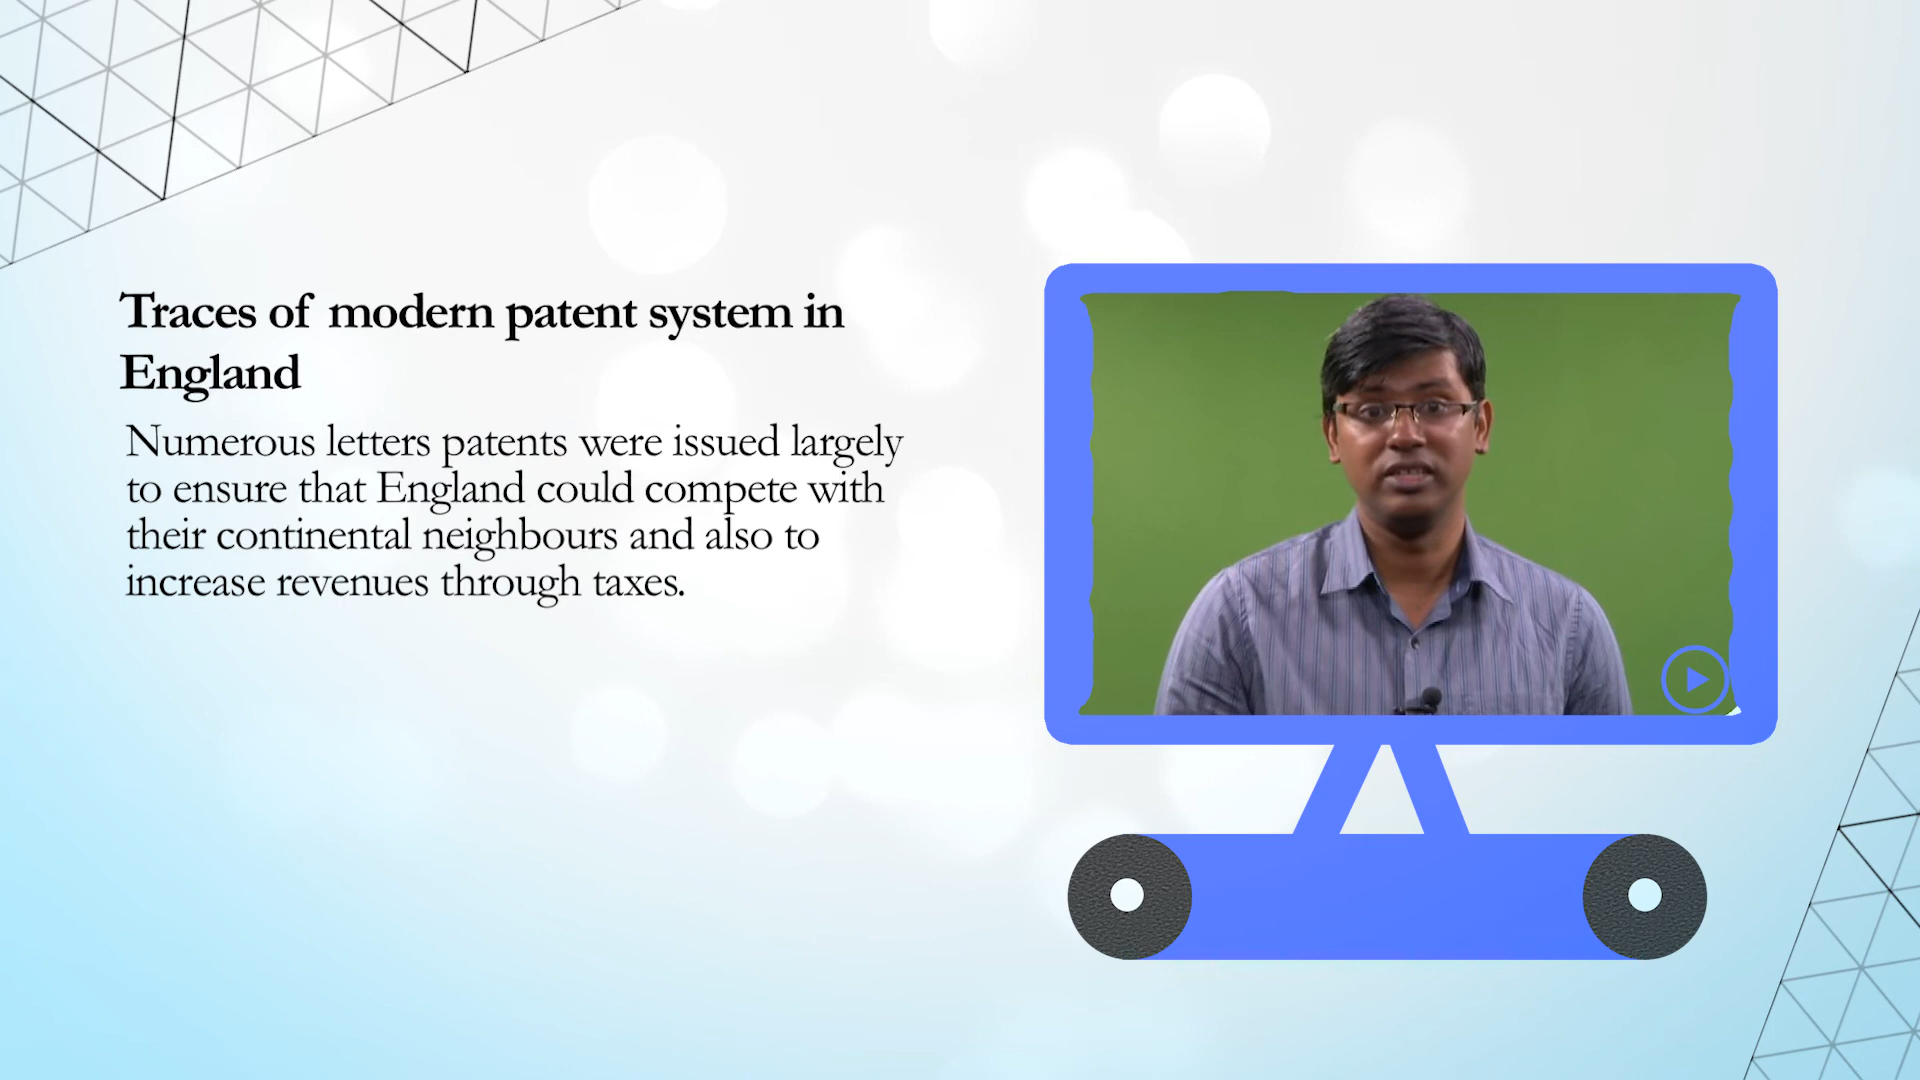 Traces of modern patent system in
England
Numerous letters patents were issued largely
to ensure that England could compete with
their continental neighbours and also to
increase revenues through taxes.